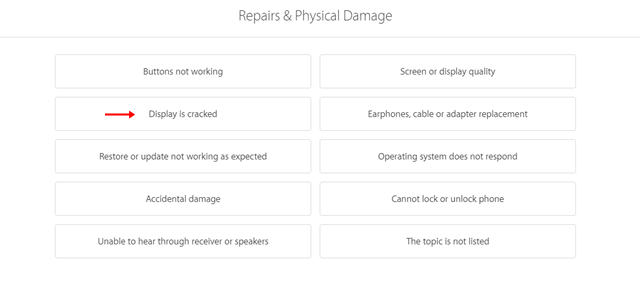 Repairs & Physical Damage
Buttons not working
Screen or display quality
Display is cracked
Earphones, cable or adapter replacement
Restore or update not working as expected
Operating system does not respond
Accidental damage
Cannot lock or unlock phone
Unable to hear through receiver or speakers
The topic is not listed